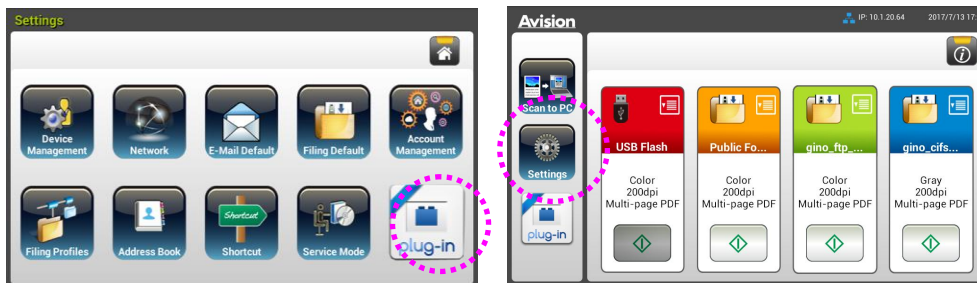 Settings
Device
Management
Network
E-Mail Default
Filing Default
Account
Management
Filing Profiles
Address Book
Shortcut
Shortcut
Service Mode
plug-in
Avision
IP: 10.1.20.64
2017/7/13 17:
Scan to PC
Settings
plug-in
USB Flash
Color
200dpi
Multi-page PDF
Public Fo...
Color
200dpi
Multi-page PDF
gino_ftp_...
Color
200dpi
Multi-page PDF
gino_cifs...
Gray
200dpi
Multi-page PDF